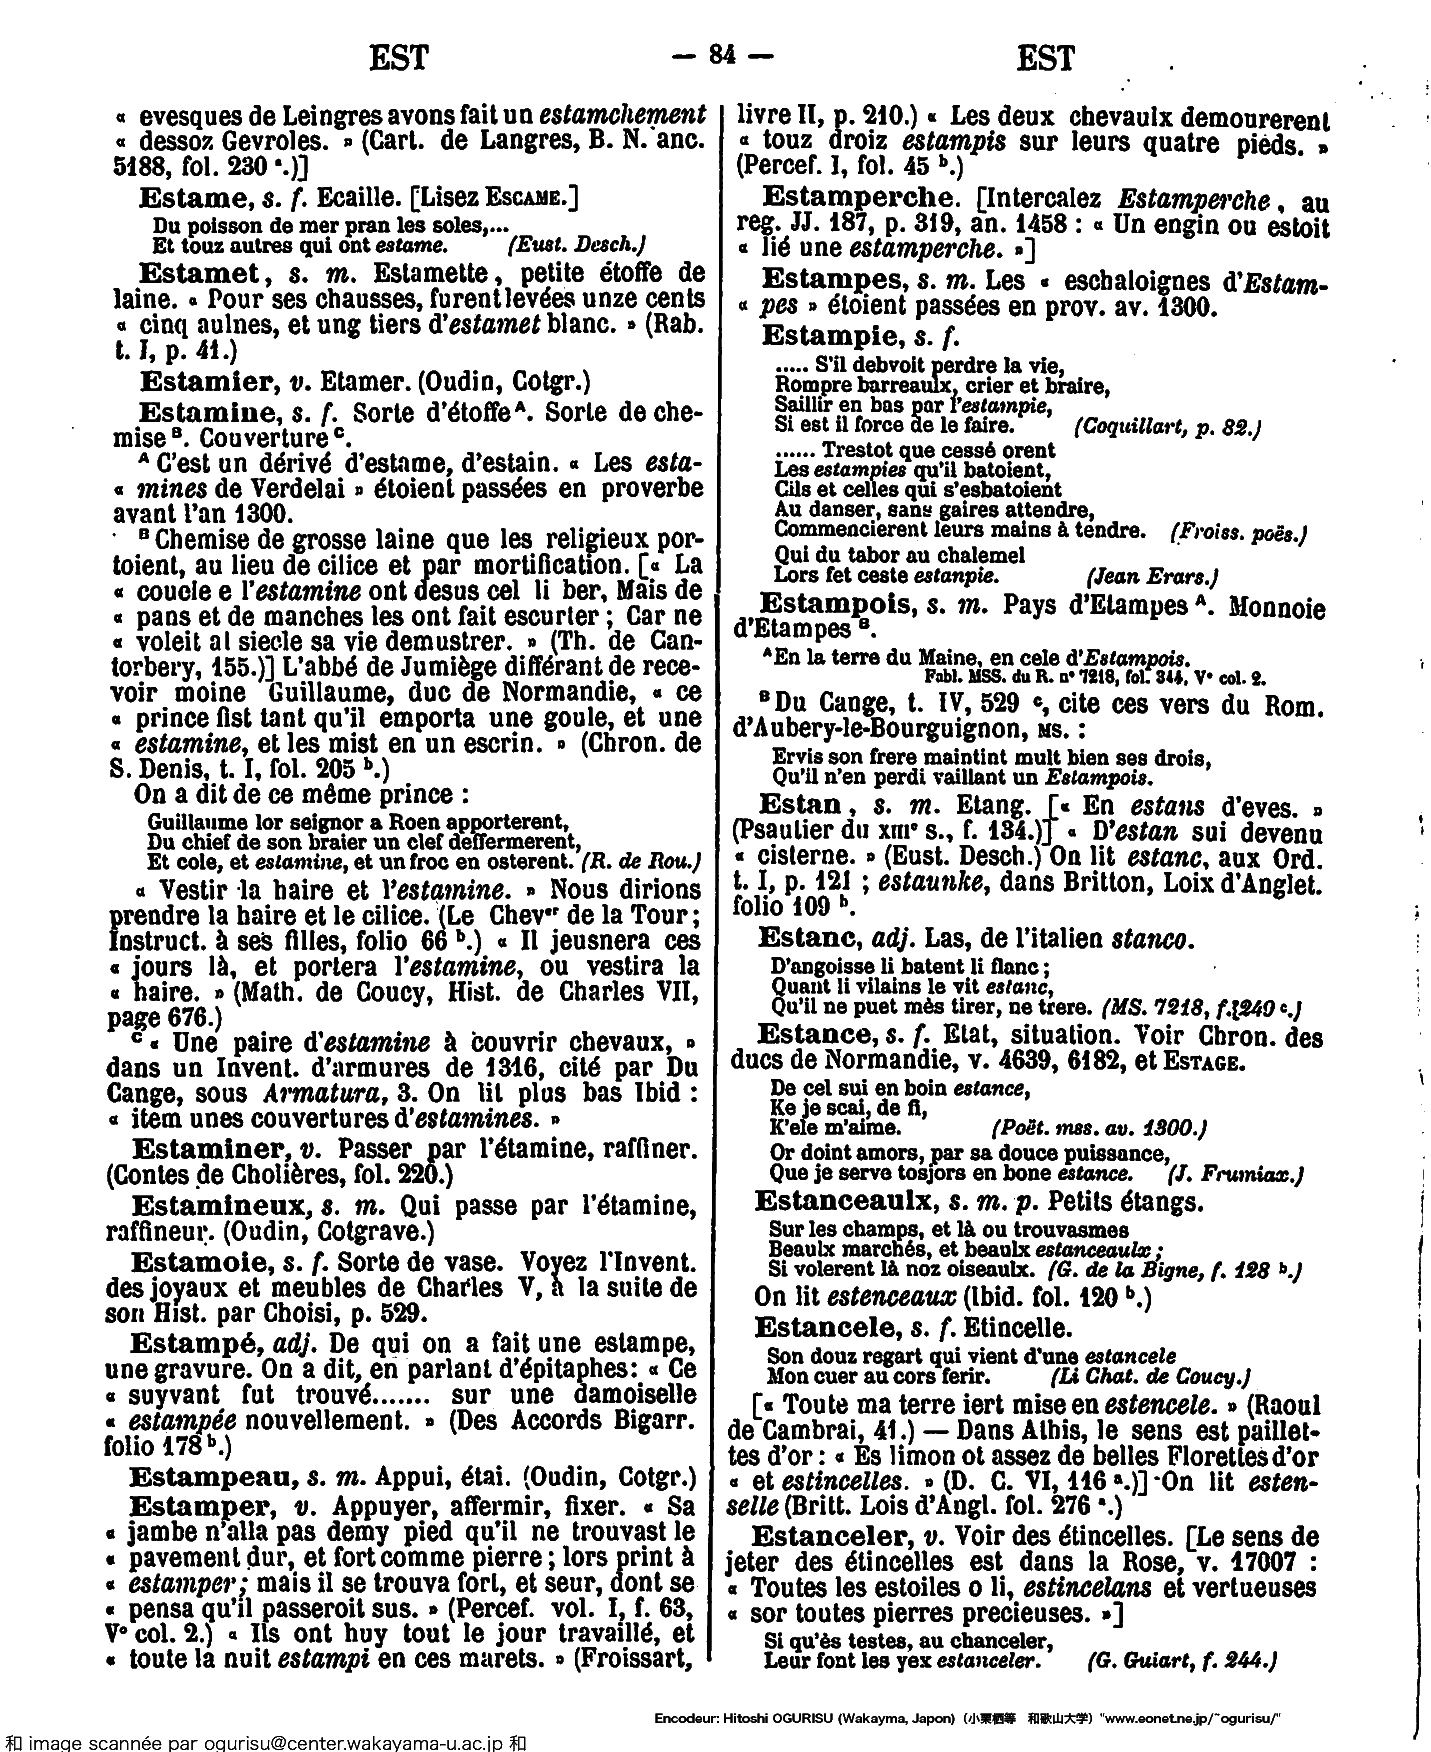 EST — 84 — EST
« evesques de Leingres avons fait un estamchement
« dessoz Gevroles. » (Cart. de Langres, B. N. anc.
5188, fol. 230 ª.)]
Estame, s. f. Ecaille. [Lisez ESCAME.]
Du poisson de mer pran les soles,...
Et touz autres qui ont estame. (Eust. Desch.)
Estamet, s. m. Estamette, petite étoffe de
laine. « Pour ses chausses, furent levées unze cents
« cinq aulnes, et ung tiers d'estamet blanc. » (Rab.
t. I, p. 41.)
Estamier, v. Etamer. (Oudin, Cotgr.)
Estamine, s. f. Sorte d'étoffe ᴬ. Sorte de che-
mise ᴮ. Couverture ᶜ.
ᴬ C'est un dérivé d'estame, d'estain. « Les esta-
« mines de Verdelai » étoient passées en proverbe
avant l'an 1300.
ᴮ Chemise de grosse laine que les religieux por-
toient, au lieu de cilice et par mortification. [« La
« coucle e l'estamine ont desus cel li ber, Mais de
« pans et de manches les ont fait escurter ; Car ne
« voleit al siecle sa vie demustrer. » (Th. de Can-
torbery, 155.)] L'abbé de Jumiège différant de rece-
voir moine Guillaume, duc de Normandie, « ce
« prince fist tant qu'il emporta une goule, et une
« estamine, et les mist en un escrin. » (Chron. de
S. Denis, t. I, fol. 205 ᵇ.)
On a dit de ce même prince :
Guillaume lor seignor a Roen apporterent,
Du chief de son braier un clef deffermerent,
Et cole, et estamine, et un froc en osterent. (R. de Rou.)
« Vestir la haire et l'estamine. » Nous dirions
prendre la haire et le cilice. (Le Chevᵉʳ de la Tour ;
Instruct. à ses filles, folio 66 ᵇ.) « Il jeusnera ces
« jours là, et portera l'estamine, ou vestira la
« haire. » (Math. de Coucy, Hist. de Charles VII,
page 676.)
ᶜ « Une paire d'estamine à couvrir chevaux, »
dans un Invent. d'armures de 1316, cité par Du
Cange, sous Armatura, 3. On lit plus bas Ibid :
« item unes couvertures d'estamines. »
Estaminer, v. Passer par l'étamine, raffiner.
(Contes de Cholières, fol. 220.)
Estamineux, s. m. Qui passe par l'étamine,
raffineur. (Oudin, Cotgrave.)
Estamoie, s. f. Sorte de vase. Voyez l'Invent.
des joyaux et meubles de Charles V, à la suite de
son Hist. par Choisi, p. 529.
Estampé, adj. De qui on a fait une estampe,
une gravure. On a dit, en parlant d'épitaphes : « Ce
« suyvant fut trouvé....... sur une damoiselle
« estampée nouvellement. » (Des Accords Bigarr.
folio 178 ᵇ.)
Estampeau, s. m. Appui, étai. (Oudin, Cotgr.)
Estamper, v. Appuyer, affermir, fixer. « Sa
« jambe n'alla pas demy pied qu'il ne trouvast le
« pavement dur, et fort comme pierre ; lors print à
« estamper ; mais il se trouva fort, et seur, dont se
« pensa qu'il passeroit sus. » (Percef. vol. I, f. 63,
Vº col. 2.) « Ils ont huy tout le jour travaillé, et
« toute la nuit estampi en ces marets. » (Froissart,
livre II, p. 210.) « Les deux chevaulx demourerent
« touz droiz estampis sur leurs quatre pieds. »
(Percef. I, fol. 45 ᵇ.)
Estamperche. [Intercalez Estamperche, au
reg. JJ. 187, p. 319, an. 1458 : « Un engin ou estoit
« lié une estamperche. »]
Estampes, s. m. Les « eschaloignes d'Estam-
« pes » étoient passées en prov. av. 1300.
Estampie, s. f.
..... S'il debvoit perdre la vie,
Rompre barreaulx, crier et braire,
Saillir en bas par l'estampie,
Si est il force de le faire. (Coquillart, p. 82.)
...... Trestot que cessé orent
Les estampies qu'il batoient,
Cils et celles qui s'esbatoient
Au danser, sans gaires attendre,
Commencierent leurs mains à tendre. (Froiss. poës.)
Qui du tabor au chalemel
Lors fet ceste estanpie. (Jean Erars.)
Estampois, s. m. Pays d'Etampes ᴬ. Monnoie
d'Etampes ᴮ.
ᴬ En la terre du Maine, en cele d'Estampois.
Fabl. MSS. du R. nº 7218, fol. 344, Vº col. 2.
ᴮ Du Cange, t. IV, 529 ᶜ, cite ces vers du Rom.
d'Aubery-le-Bourguignon, MS. :
Ervis son frere maintint mult bien ses drois,
Qu'il n'en perdi vaillant un Estampois.
Estan, s. m. Etang. [« En estans d'eves. »
(Psautier du XIIIᵉ s., f. 134.)] « D'estan sui devenu
« cisterne. » (Eust. Desch.) On lit estanc, aux Ord.
t. I, p. 121 ; estaunke, dans Britton, Loix d'Anglet.
folio 109 ᵇ.
Estanc, adj. Las, de l'italien stanco.
D'angoisse li batent li flanc ;
Quant li vilains le vit estanc,
Qu'il ne puet mès tirer, ne trere. (MS. 7218, f. 240 ᶜ.)
Estance, s. f. Etat, situation. Voir Chron. des
ducs de Normandie, v. 4639, 6182, et ESTAGE.
De cel sui en boin estance,
Ke je scai, de fi,
K'ele m'aime. (Poët. mss. av. 1300.)
Or doint amors, par sa douce puissance,
Que je serve tosjors en bone estance. (J. Frumiax.)
Estanceaulx, s. m. p. Petits étangs.
Sur les champs, et là ou trouvasmes
Beaulx marchés, et beaulx estanceaulx ;
Si volerent là noz oiseaulx. (G. de la Bigne, f. 128 ᵇ.)
On lit estenceaux (Ibid. fol. 120 ᵇ.)
Estancele, s. f. Etincelle.
Son douz regart qui vient d'une estancele
Mon cuer au cors ferir. (Li Chat. de Coucy.)
[« Toute ma terre iert mise en estencele. » (Raoul
de Cambrai, 41.) — Dans Athis, le sens est paillet-
tes d'or : « Es limon ot assez de belles Florettes d'or
« et estincelles. » (D. C. VI, 116 ª.)] On lit esten-
selle (Britt. Lois d'Angl. fol. 276 ª.)
Estanceler, v. Voir des étincelles. [Le sens de
jeter des étincelles est dans la Rose, v. 17007 :
« Toutes les estoiles o li, estincelans et vertueuses
« sor toutes pierres precieuses. »]
Si qu'ès testes, au chanceler,
Leur font les yex estanceler. (G. Guiart, f. 244.)
Encodeur: Hitoshi OGURISU (Wakayma, Japon) (小栗栖等 和歌山大学) "www.eonet.ne.jp/~ogurisu/"
和 image scannée par ogurisu@center.wakayama-u.ac.jp 和